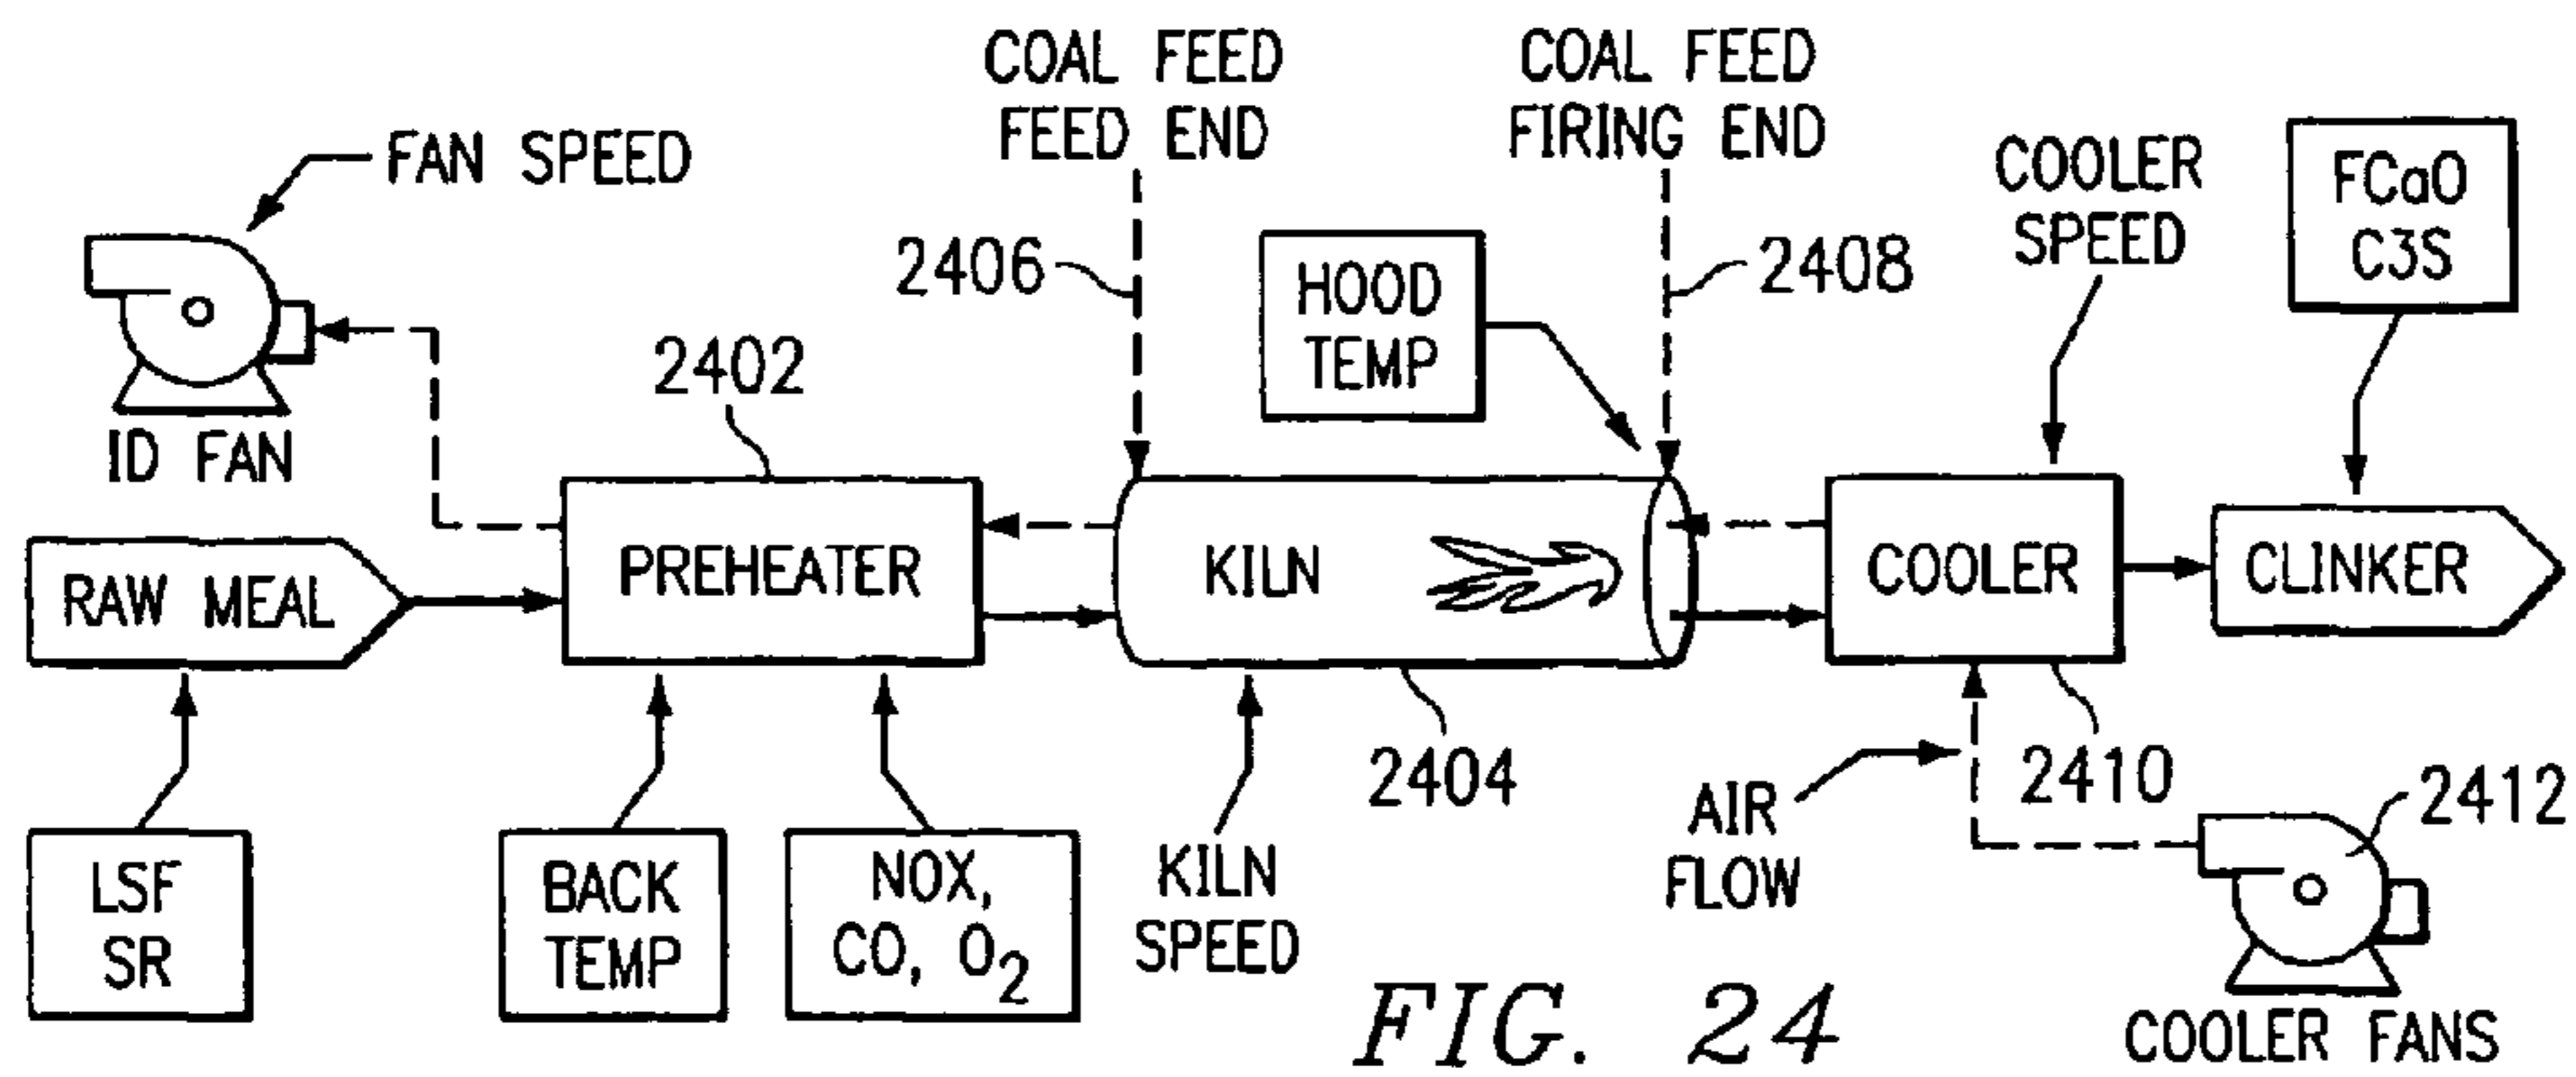 COAL FEED
FEED END
COAL FEED
FIRING END
FAN SPEED
COOLER
SPEED
FCaO
C3S
2406
HOOD
TEMP
2408
2402
ID FAN
RAW MEAL
PREHEATER
KILN
COOLER
CLINKER
2404
2410
AIR
FLOW
2412
LSF
SR
BACK
TEMP
NOX,
CO, O2
KILN
SPEED
FIG. 24
COOLER FANS